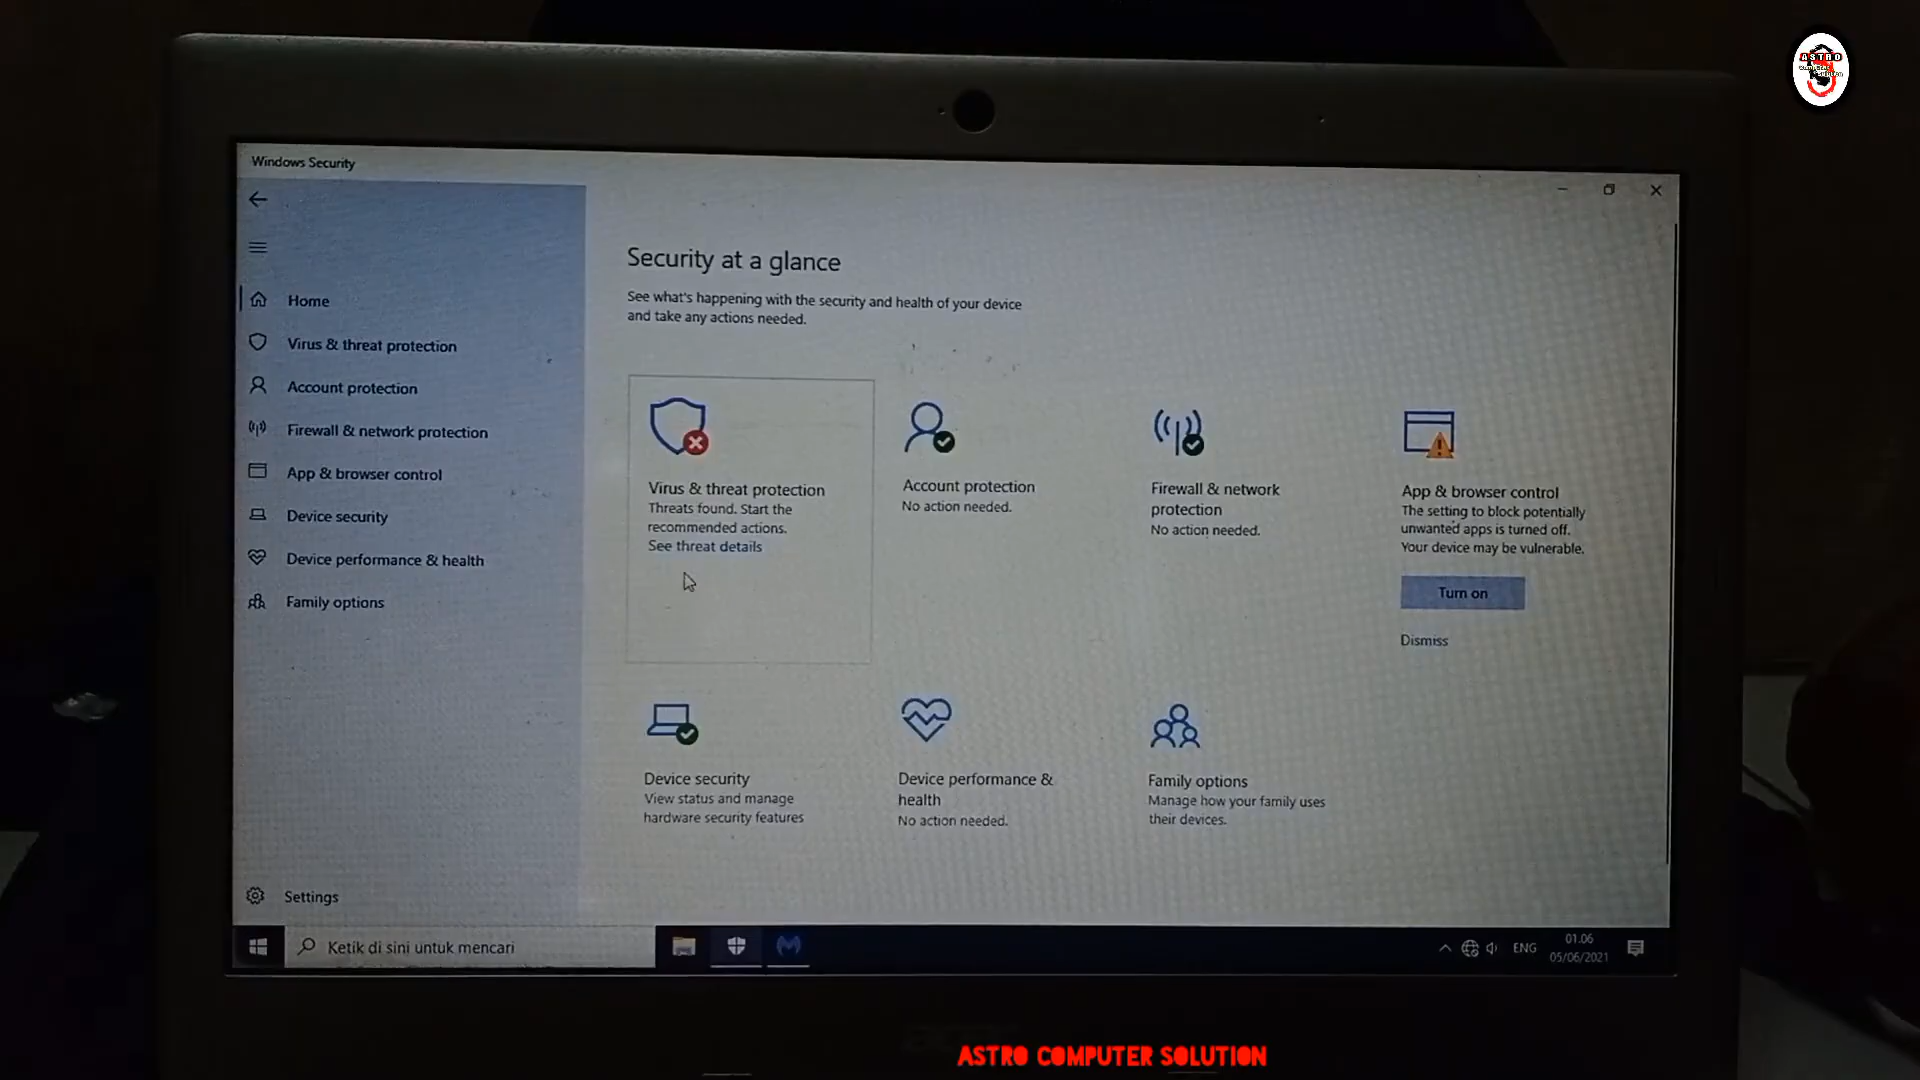 ASTRO
Windows Security
Home
Virus & threat protection
Account protection
Firewall & network protection
App & browser control
Device security
Device performance & health
Family options
Settings
Security at a glance
See what's happening with the security and health of your device
and take any actions needed.
Virus & threat protection
Threats found. Start the
recommended actions.
See threat details
Account protection
No action needed.
Firewall & network
protection
No action needed.
App & browser control
The setting to block potentially
unwanted apps is turned off.
Your device may be vulnerable.
Turn on
Dismiss
Device security
View status and manage
hardware security features
Device performance &
health
No action needed.
Family options
Manage how your family uses
their devices.
Ketik di sini untuk mencari
ENG
01.06
05/06/2021
acer
ASTRO COMPUTER SOLUTION